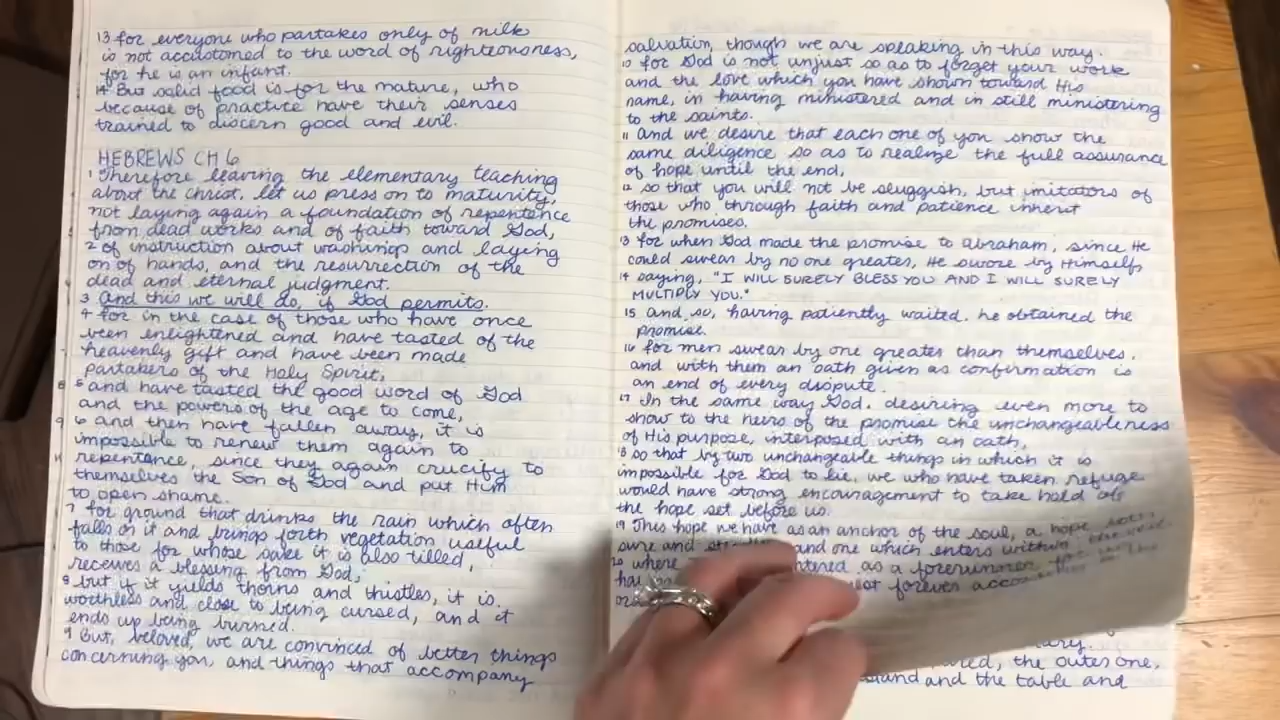 13 for everyone who partakes only of milk
is not accustomed to the word of righteousness,
for he is an infant.
14 But solid food is for the mature, who
because of practice have their senses
trained to discern good and evil.
HEBREWS CH 6
1 Therefore leaving the elementary teaching
about the Christ, let us press on to maturity,
not laying again a foundation of repentence
from dead works and of faith toward God,
2 of instruction about washings and laying
on of hands, and the resurrection of the
dead and eternal judgment.
3 And this we will do, if God permits.
4 for in the case of those who have once
been enlightened and have tasted of the
heavenly gift and have been made
partakers of the Holy Spirit,
5 and have tasted the good word of God
and the powers of the age to come,
6 and then have fallen away, it is
impossible to renew them again to
repentence, since they again crucify to
themselves the Son of God and put Him
to open shame.
7 for ground that drinks the rain which often
falls on it and brings forth vegetation useful
to those for whose sake it is also tilled,
receives a blessing from God;
8 but if it yields thorns and thistles, it is
worthless and close to being cursed, and it
ends up being burned.
9 But, beloved, we are convinced of better things
concerning you, and things that accompany
salvation, though we are speaking in this way.
10 for God is not unjust so as to forget your work
and the love which you have shown toward His
name, in having ministered and in still ministering
to the saints.
11 And we desire that each one of you show the
same diligence so as to realize the full assurance
of hope until the end,
12 so that you will not be sluggish, but imitators of
those who through faith and patience inherit
the promises.
13 for when God made the promise to abraham, since He
could swear by no one greater, He swore by Himself
14 saying, "I WILL SURELY BLESS YOU AND I WILL SURELY
MULTIPLY YOU."
15 and so, having patiently waited. he obtained the
promise.
16 for men swear by one greater than themselves,
and with them an oath given as confirmation is
an end of every dispute.
17 In the same way God, desiring even more to
show to the heirs of the promise the unchangeableness
of His purpose, interposed with an oath,
18 so that by two unchangeable things in which it is
impossible for God to lie, we who have taken refuge
would have strong encouragement to take hold of
the hope set before us.
19 This hope we have as an anchor of the soul, a hope both
sure and and one which enters within
20 where as a forerunner
forever
the outer one,
and the table and